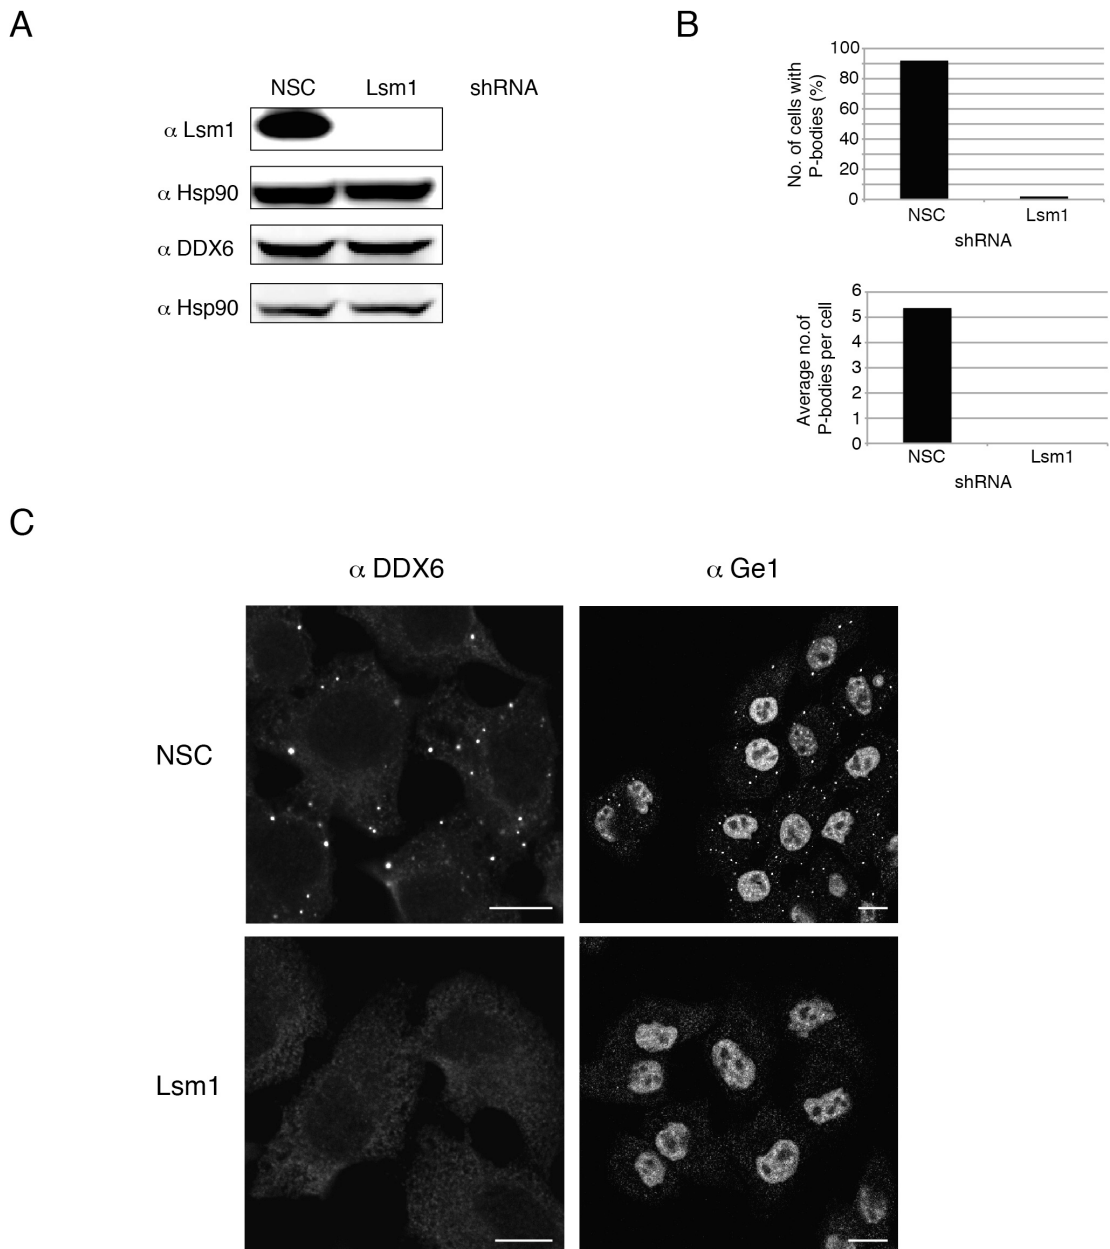 A
NSC Lsm1 shRNA
α Lsm1
α Hsp90
α DDX6
α Hsp90
B
No. of cells with
P-bodies (%)
100
80
60
40
20
0
NSC Lsm1
shRNA
Average no.of
P-bodies per cell
6
5
4
3
2
1
0
NSC Lsm1
shRNA
C
α DDX6 α Ge1
NSC
Lsm1